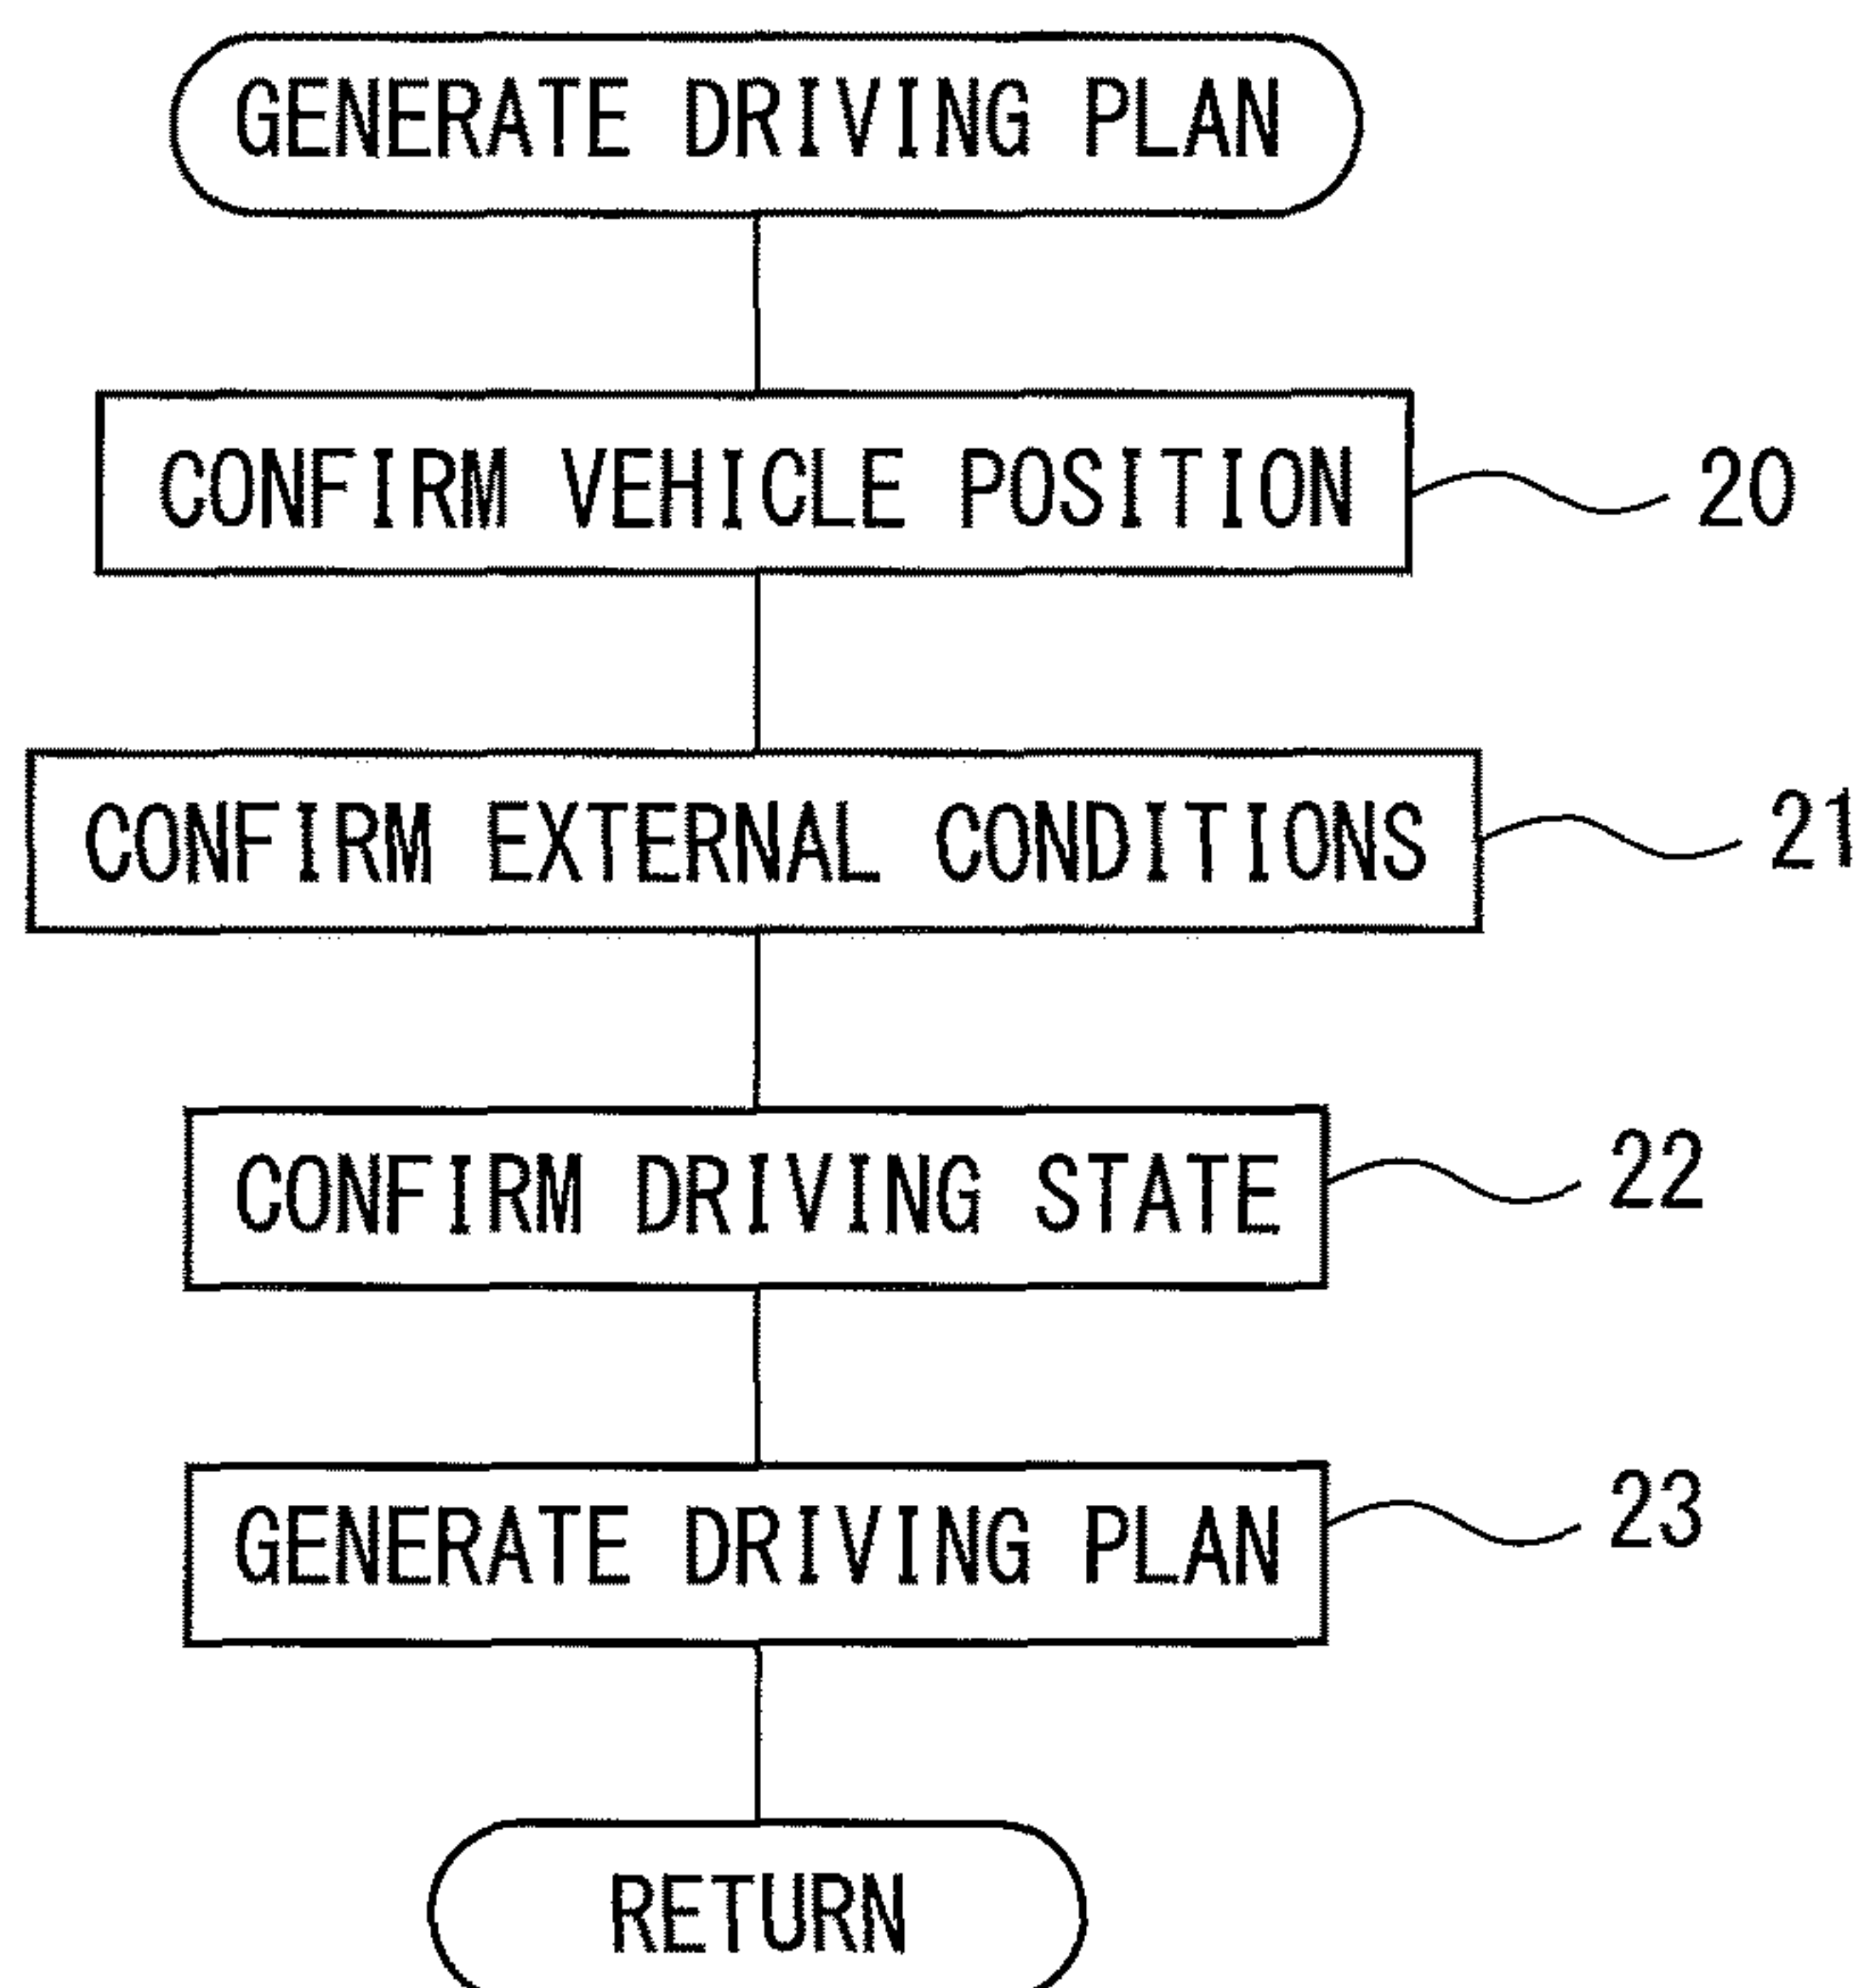 GENERATE DRIVING PLAN
CONFIRM VEHICLE POSITION 20
CONFIRM EXTERNAL CONDITIONS 21
CONFIRM DRIVING STATE 22
GENERATE DRIVING PLAN 23
RETURN